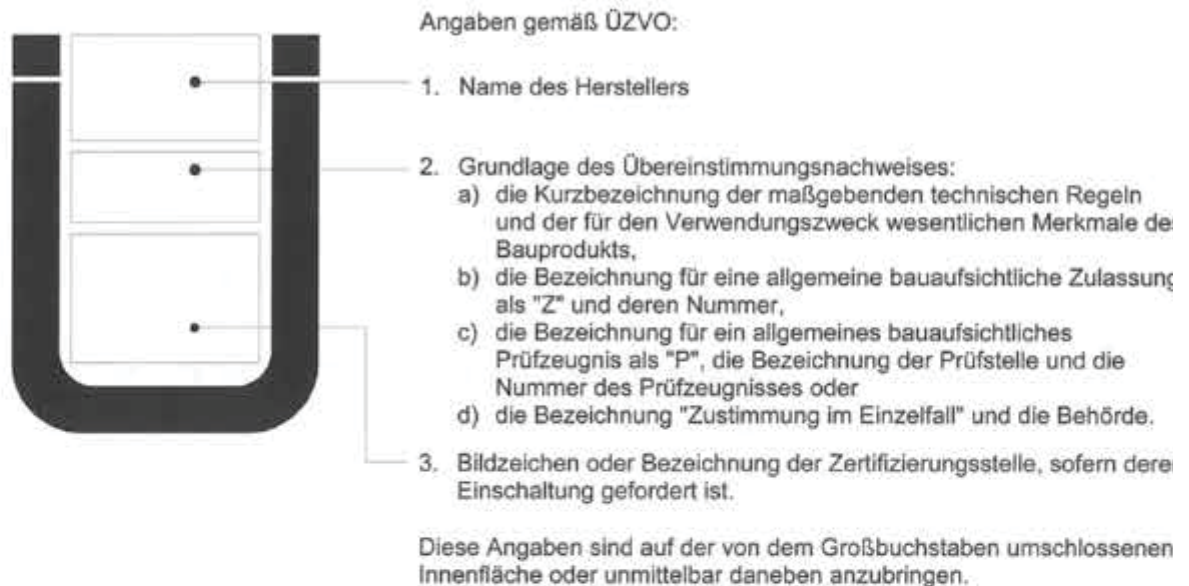 Angaben gemäß ÜZVO:
1. Name des Herstellers
2. Grundlage des Übereinstimmungsnachweises:
a) die Kurzbezeichnung der maßgebenden technischen Regeln
und der für den Verwendungszweck wesentlichen Merkmale de
Bauprodukts,
b) die Bezeichnung für eine allgemeine bauaufsichtliche Zulassung
als "Z" und deren Nummer,
c) die Bezeichnung für ein allgemeines bauaufsichtliches
Prüfzeugnis als "P", die Bezeichnung der Prüfstelle und die
Nummer des Prüfzeugnisses oder
d) die Bezeichnung "Zustimmung im Einzelfall" und die Behörde.
3. Bildzeichen oder Bezeichnung der Zertifizierungsstelle, sofern dere
Einschaltung gefordert ist.
Diese Angaben sind auf der von dem Großbuchstaben umschlossenen
Innenfläche oder unmittelbar daneben anzubringen.